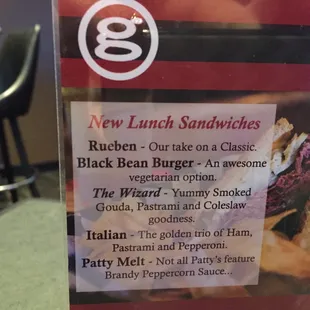 g
New Lunch Sandwiches
Rueben - Our take on a Classic.
Black Bean Burger - An awesome
vegetarian option.
The Wizard - Yummy Smoked
Gouda, Pastrami and Coleslaw
goodness.
Italian - The golden trio of Ham,
Pastrami and Pepperoni.
Patty Melt - Not all Patty's feature
Brandy Peppercorn Sauce...